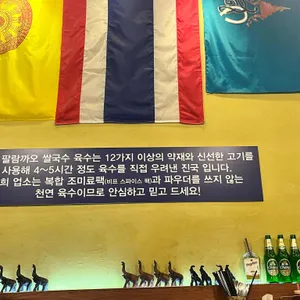 팔람까오 쌀국수 육수는 12가지 이상의 약재와 신선한 고기를
사용해 4~5시간 정도 육수를 직접 우려낸 진국 입니다.
희 업소는 복합 조미료팩(비프 스파이스 팩)과 파우더를 쓰지 않는
천연 육수이므로 안심하고 믿고 드세요!